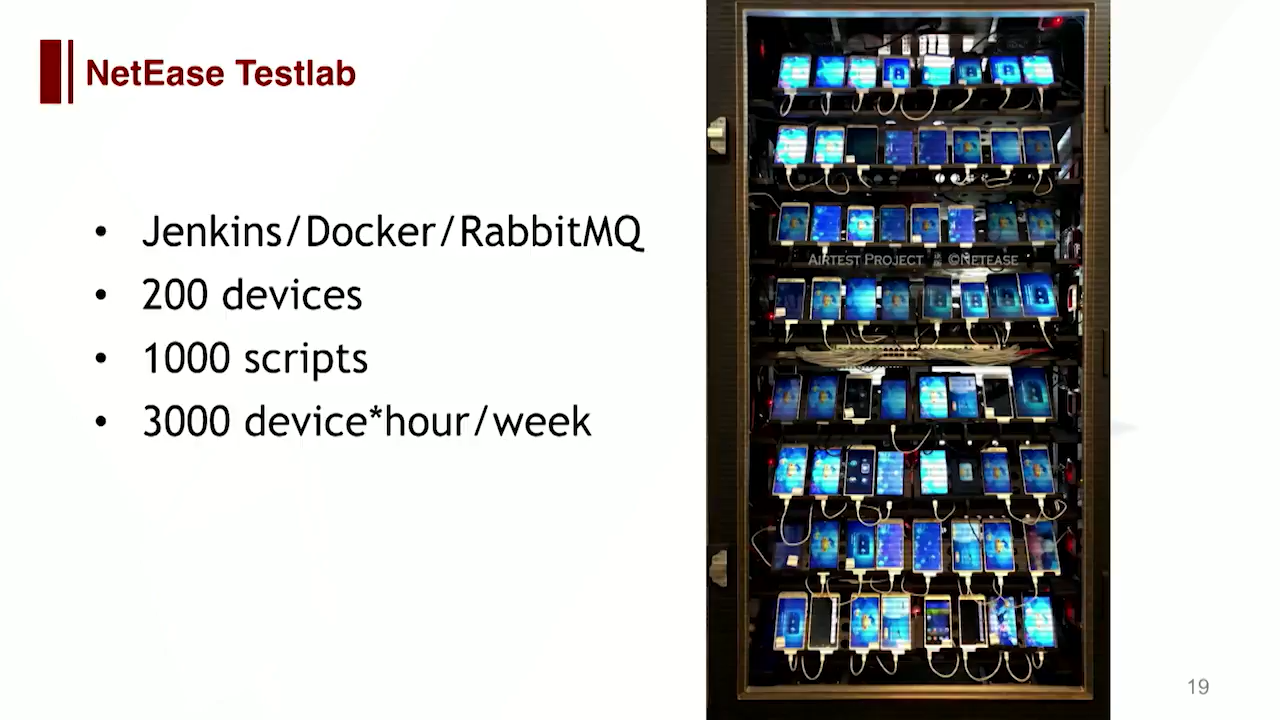 NetEase Testlab
• Jenkins/Docker/RabbitMQ
• 200 devices
• 1000 scripts
• 3000 device*hour/week
AIRTEST PROJECT ©NETEASE
19